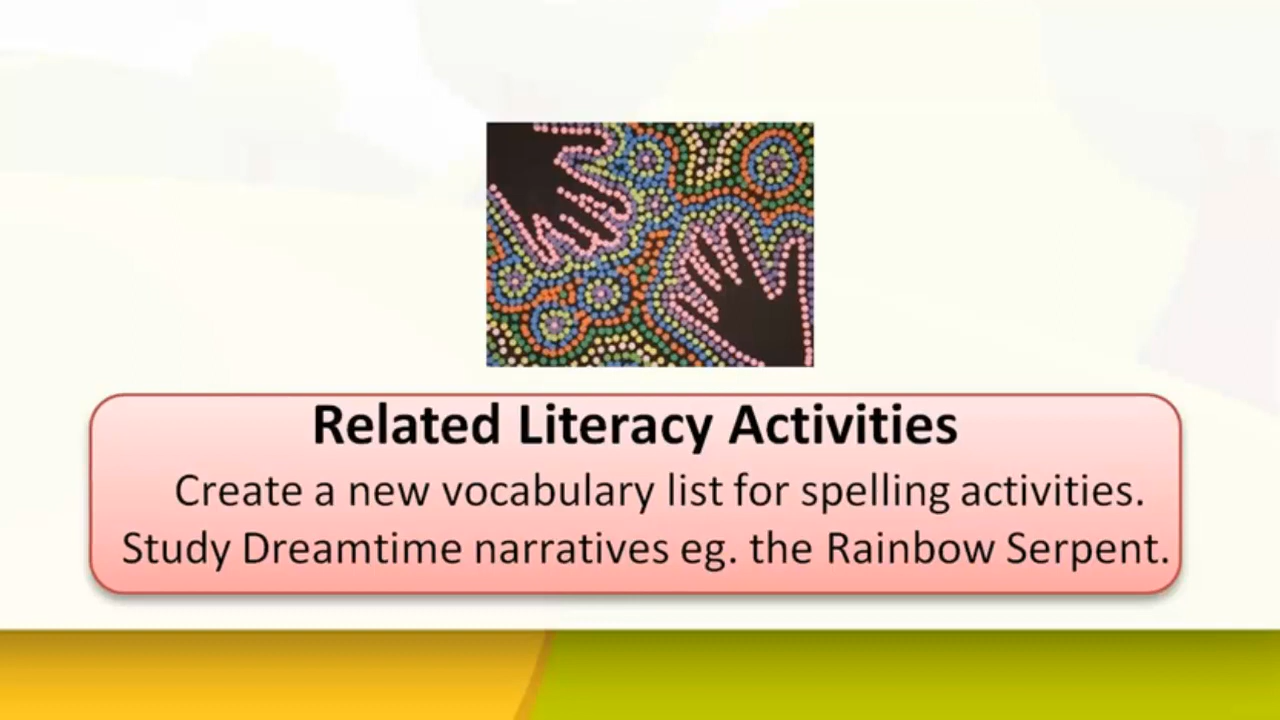 Related Literacy Activities
Create a new vocabulary list for spelling activities.
Study Dreamtime narratives eg. the Rainbow Serpent.